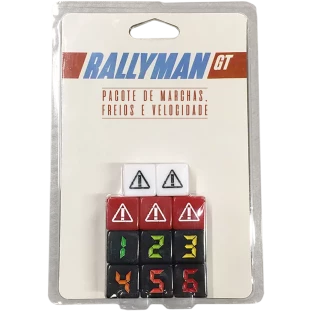 RALLYMAN GT
PACOTE DE MARCHAS,
FREIOS E VELOCIDADE
1 2 3
4 5 6